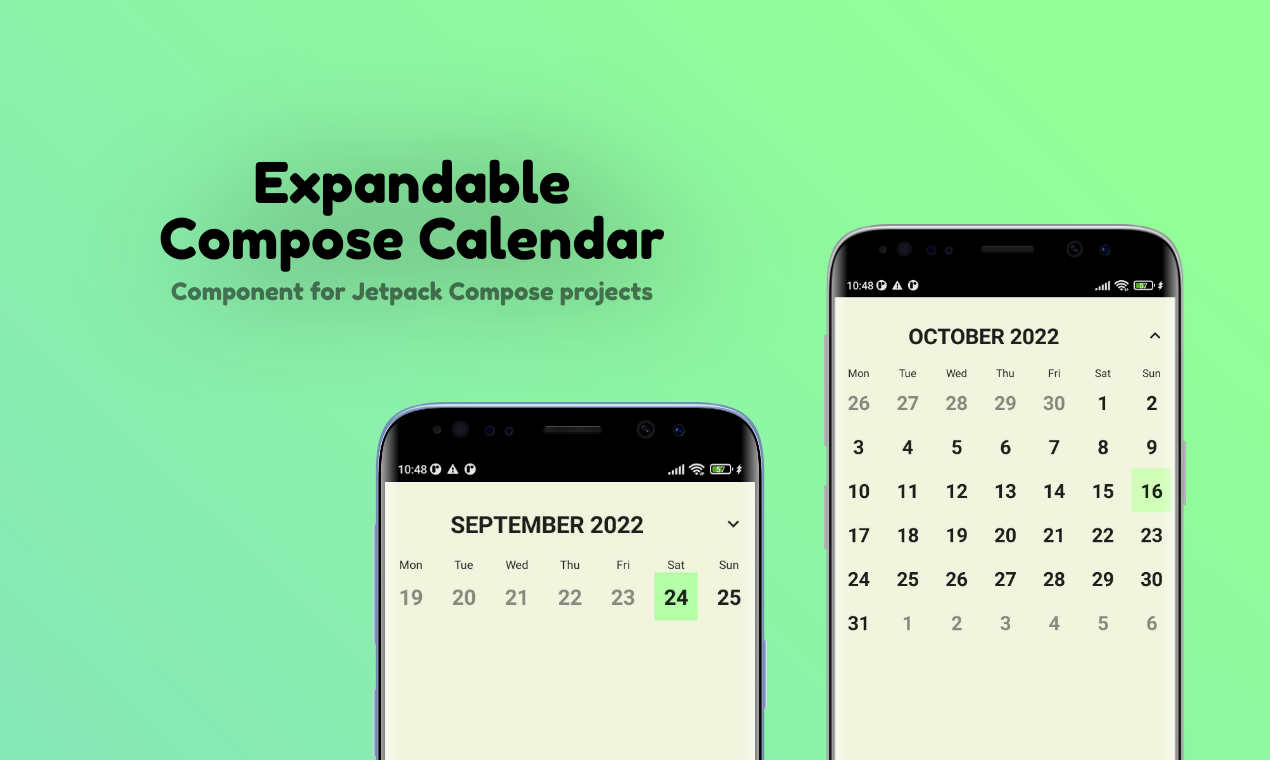 Expandable
Compose Calendar
Component for Jetpack Compose projects
10:48 57
SEPTEMBER 2022
Mon Tue Wed Thu Fri Sat Sun
19 20 21 22 23 24 25
10:48 57
OCTOBER 2022
Mon Tue Wed Thu Fri Sat Sun
26 27 28 29 30 1 2
3 4 5 6 7 8 9
10 11 12 13 14 15 16
17 18 19 20 21 22 23
24 25 26 27 28 29 30
31 1 2 3 4 5 6